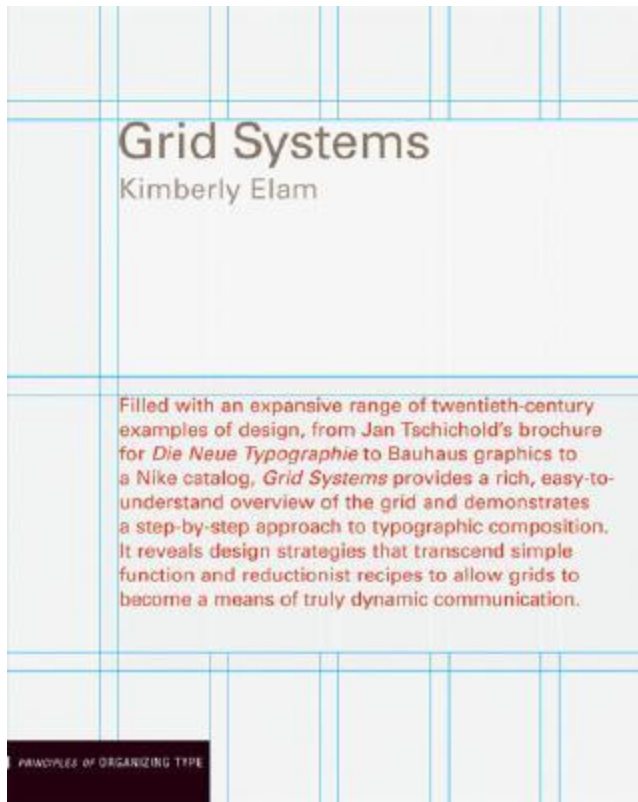 Grid Systems
Kimberly Elam
Filled with an expansive range of twentieth-century
examples of design, from Jan Tschichold's brochure
for Die Neue Typographie to Bauhaus graphics to
a Nike catalog, Grid Systems provides a rich, easy-to-
understand overview of the grid and demonstrates
a step-by-step approach to typographic composition.
It reveals design strategies that transcend simple
function and reductionist recipes to allow grids to
become a means of truly dynamic communication.
PRINCIPLES OF ORGANIZING TYPE